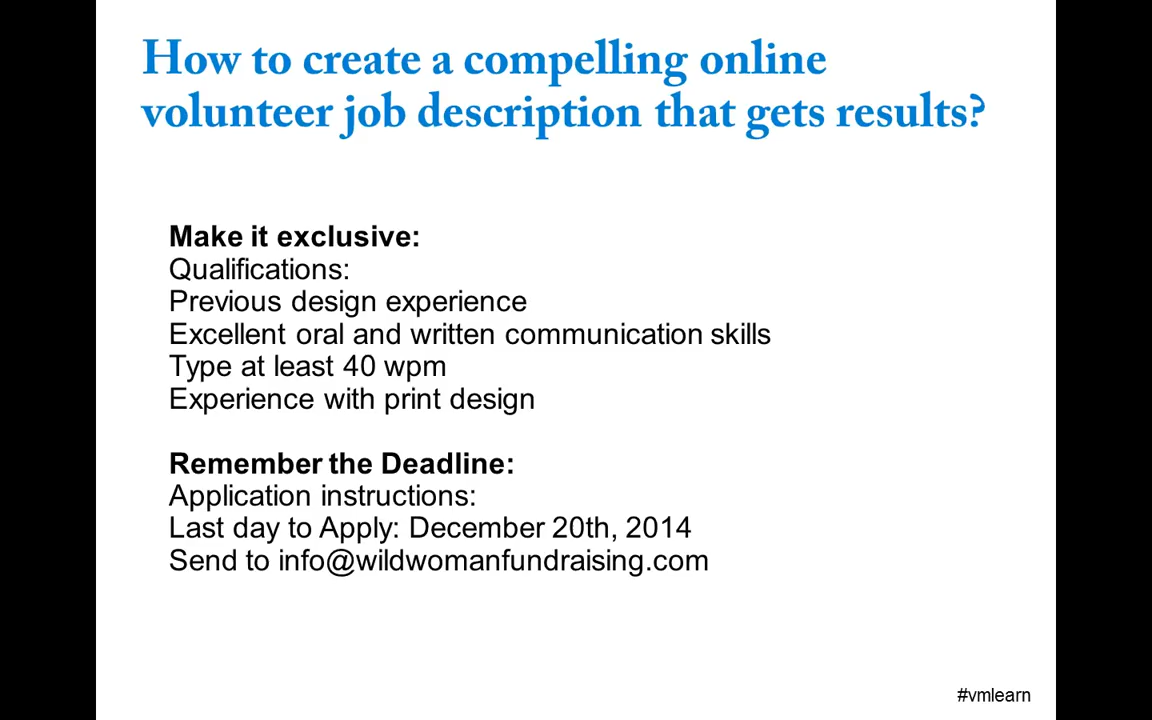 How to create a compelling online
volunteer job description that gets results?
Make it exclusive:
Qualifications:
Previous design experience
Excellent oral and written communication skills
Type at least 40 wpm
Experience with print design
Remember the Deadline:
Application instructions:
Last day to Apply: December 20th, 2014
Send to info@wildwomanfundraising.com
#vmlearn